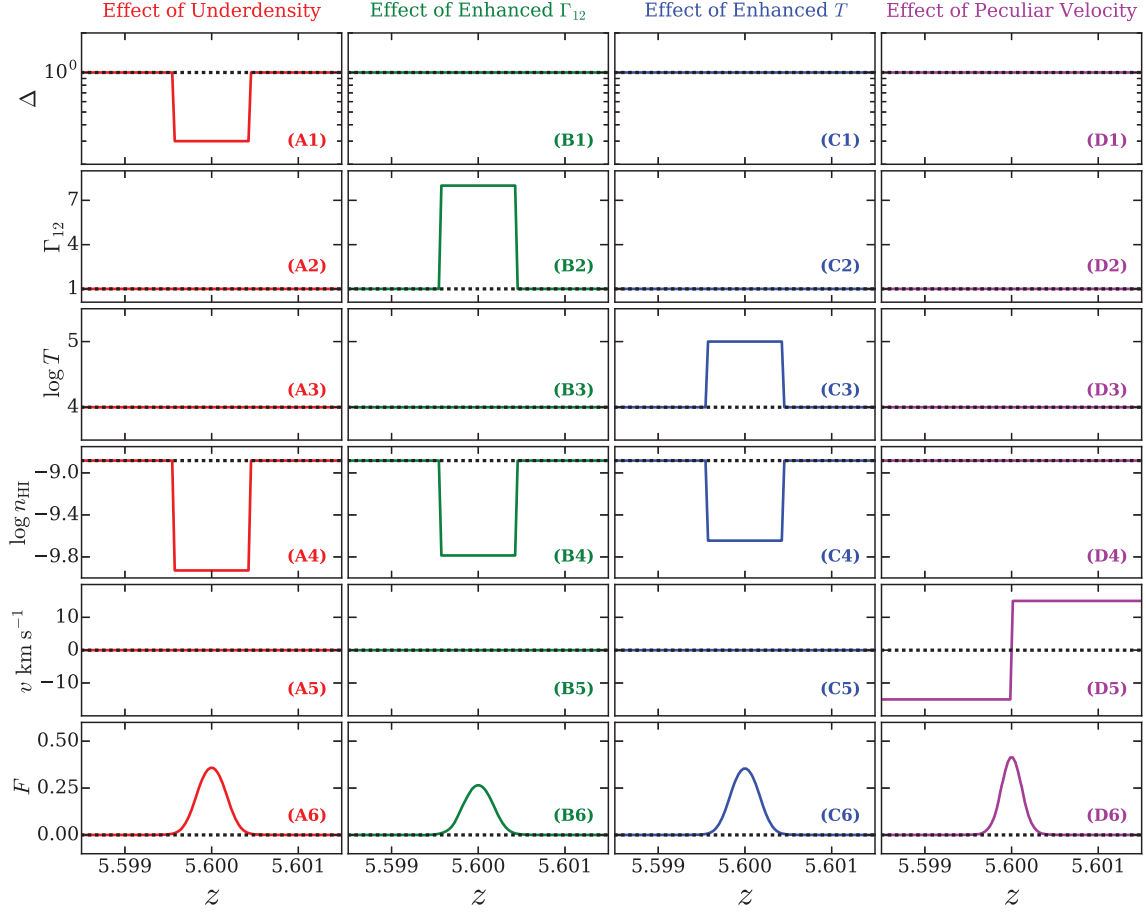 Effect of Underdensity Effect of Enhanced Γ₁₂ Effect of Enhanced T Effect of Peculiar Velocity
10⁰
Δ
(A1) (B1) (C1) (D1)
7
4
1
Γ₁₂
(A2) (B2) (C2) (D2)
5
4
log T
(A3) (B3) (C3) (D3)
−9.0
−9.4
−9.8
log n_HI
(A4) (B4) (C4) (D4)
10
0
−10
v km s⁻¹
(A5) (B5) (C5) (D5)
0.50
0.25
0.00
F
(A6) (B6) (C6) (D6)
5.599 5.600 5.601 5.599 5.600 5.601 5.599 5.600 5.601 5.599 5.600 5.601
z z z z